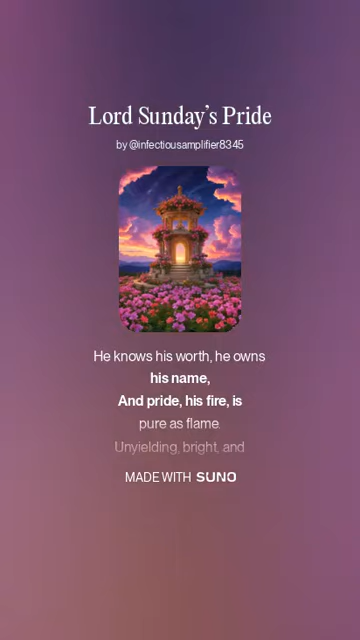 Lord Sunday’s Pride
by @infectiousamplifier8345
He knows his worth, he owns
his name,
And pride, his fire, is
pure as flame.
Unyielding, bright, and
MADE WITH SUNO